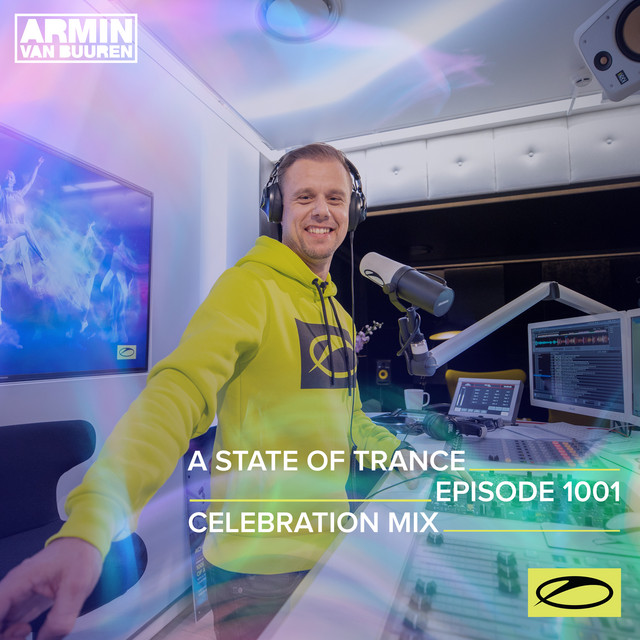 ARMIN
VAN BUUREN
A STATE OF TRANCE
EPISODE 1001
CELEBRATION MIX